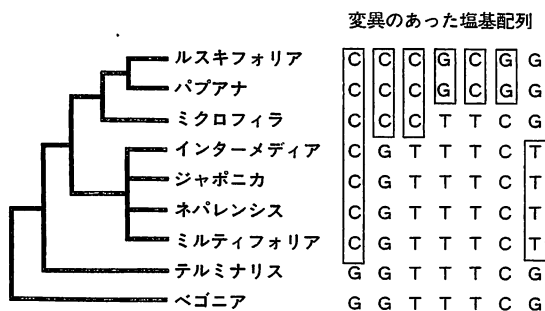 変異のあった塩基配列
ルスキフォリア C C C G C G G
パプアナ C C C G C G G
ミクロフィラ C C C T T C G
インターメディア C G T T T C T
ジャポニカ C G T T T C T
ネパレンシス C G T T T C T
ミルティフォリア C G T T T C T
テルミナリス G G T T T C G
ベゴニア G G T T T C G